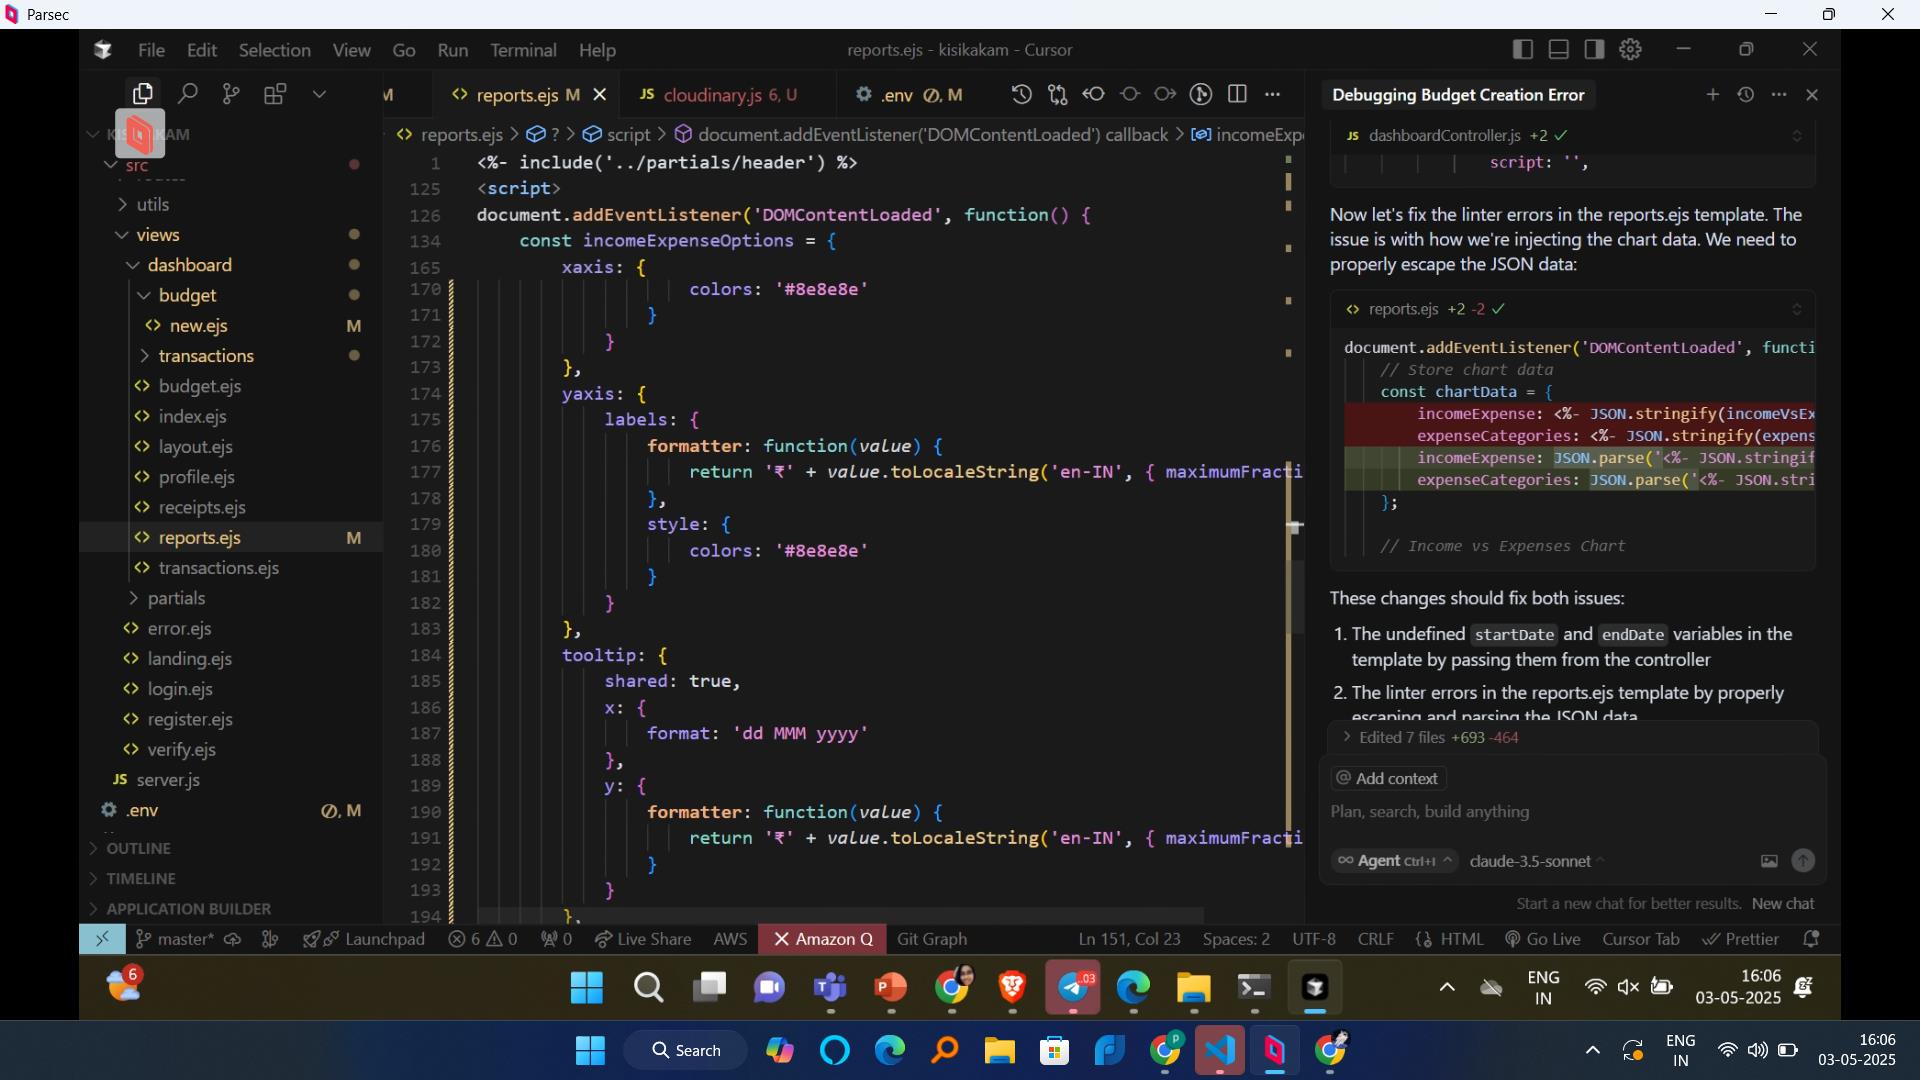 Parsec
File Edit Selection View Go Run Terminal Help
reports.ejs - kisikakam - Cursor
M
reports.ejs M
JS cloudinary.js 6, U
.env M
Debugging Budget Creation Error
reports.ejs > ? > script > document.addEventListener('DOMContentLoaded') callback > incomeExp
src
utils
views
dashboard
budget
new.ejs M
transactions
budget.ejs
index.ejs
layout.ejs
profile.ejs
receipts.ejs
reports.ejs M
transactions.ejs
partials
error.ejs
landing.ejs
login.ejs
register.ejs
verify.ejs
JS server.js
.env M
OUTLINE
TIMELINE
APPLICATION BUILDER
1 <%- include('../partials/header') %>
125 <script>
126 document.addEventListener('DOMContentLoaded', function() {
134 const incomeExpenseOptions = {
165 xaxis: {
170 colors: '#8e8e8e'
171 }
172 }
173 },
174 yaxis: {
175 labels: {
176 formatter: function(value) {
177 return '₹' + value.toLocaleString('en-IN', { maximumFracti
178 },
179 style: {
180 colors: '#8e8e8e'
181 }
182 }
183 },
184 tooltip: {
185 shared: true,
186 x: {
187 format: 'dd MMM yyyy'
188 },
189 y: {
190 formatter: function(value) {
191 return '₹' + value.toLocaleString('en-IN', { maximumFracti
192 }
193 }
194 },
JS dashboardController.js +2
script: '',
Now let's fix the linter errors in the reports.ejs template. The
issue is with how we're injecting the chart data. We need to
properly escape the JSON data:
reports.ejs +2 -2
document.addEventListener('DOMContentLoaded', functi
// Store chart data
const chartData = {
incomeExpense: <%- JSON.stringify(incomeVsEx
expenseCategories: <%- JSON.stringify(expens
incomeExpense: JSON.parse('<%- JSON.stringif
expenseCategories: JSON.parse('<%- JSON.stri
};
// Income vs Expenses Chart
These changes should fix both issues:
1. The undefined startDate and endDate variables in the
template by passing them from the controller
2. The linter errors in the reports.ejs template by properly
escaping and parsing the JSON data
Edited 7 files +693 -464
@ Add context
Plan, search, build anything
∞ Agent Ctrl+I
claude-3.5-sonnet
Start a new chat for better results. New chat
master* Launchpad 6 0 0 Live Share AWS Amazon Q Git Graph
Ln 151, Col 23 Spaces: 2 UTF-8 CRLF {} HTML Go Live Cursor Tab Prettier
6
03
ENG
IN
16:06
03-05-2025
Search
ENG
IN
16:06
03-05-2025